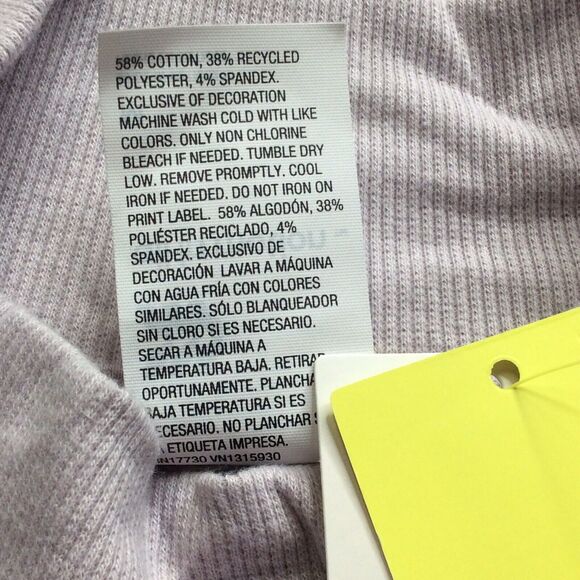 58% COTTON, 38% RECYCLED
POLYESTER, 4% SPANDEX.
EXCLUSIVE OF DECORATION
MACHINE WASH COLD WITH LIKE
COLORS. ONLY NON CHLORINE
BLEACH IF NEEDED. TUMBLE DRY
LOW. REMOVE PROMPTLY. COOL
IRON IF NEEDED. DO NOT IRON ON
PRINT LABEL. 58% ALGODÓN, 38%
POLIÉSTER RECICLADO, 4%
SPANDEX. EXCLUSIVO DE
DECORACIÓN LAVAR A MÁQUINA
CON AGUA FRÍA CON COLORES
SIMILARES. SÓLO BLANQUEADOR
SIN CLORO SI ES NECESARIO.
SECAR A MÁQUINA A
TEMPERATURA BAJA. RETIRAR
OPORTUNAMENTE. PLANCHA
BAJA TEMPERATURA SI ES
ECESARIO. NO PLANCHAR
ETIQUETA IMPRESA.
N17730 VN1315930